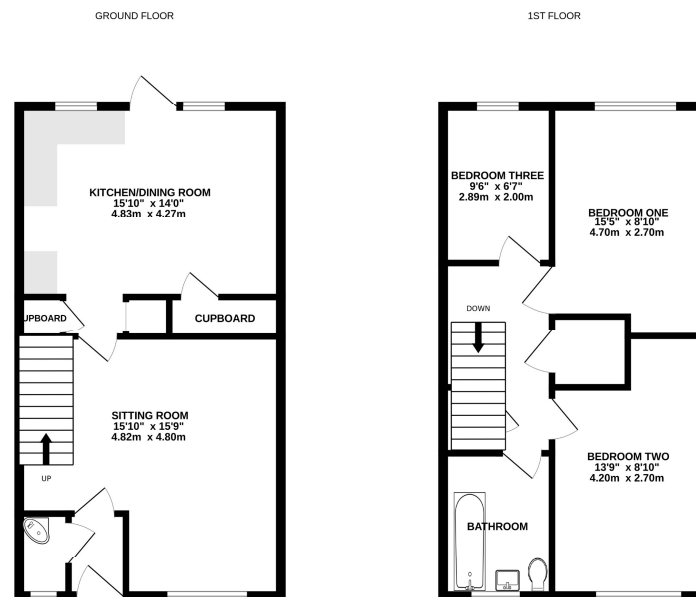 GROUND FLOOR
KITCHEN/DINING ROOM
15'10" x 14'0"
4.83m x 4.27m
UPBOARD
CUPBOARD
SITTING ROOM
15'10" x 15'9"
4.82m x 4.80m
UP
1ST FLOOR
BEDROOM THREE
9'6" x 6'7"
2.89m x 2.00m
BEDROOM ONE
15'5" x 8'10"
4.70m x 2.70m
DOWN
BEDROOM TWO
13'9" x 8'10"
4.20m x 2.70m
BATHROOM